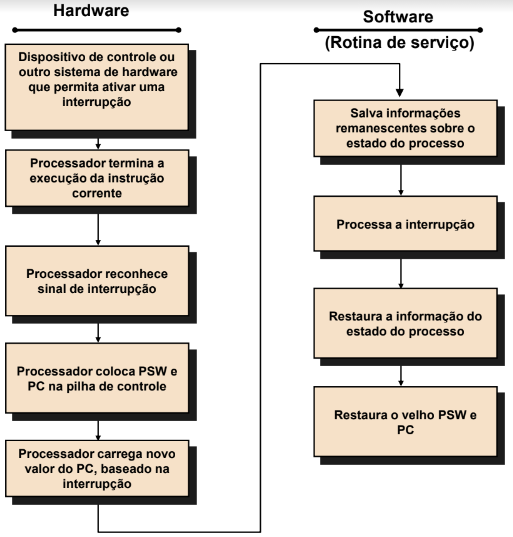 Hardware
Dispositivo de controle ou
outro sistema de hardware
que permita ativar uma
interrupção
Processador termina a
execução da instrução
corrente
Processador reconhece
sinal de interrupção
Processador coloca PSW e
PC na pilha de controle
Processador carrega novo
valor do PC, baseado na
interrupção
Software
(Rotina de serviço)
Salva informações
remanescentes sobre o
estado do processo
Processa a interrupção
Restaura a informação do
estado do processo
Restaura o velho PSW e
PC